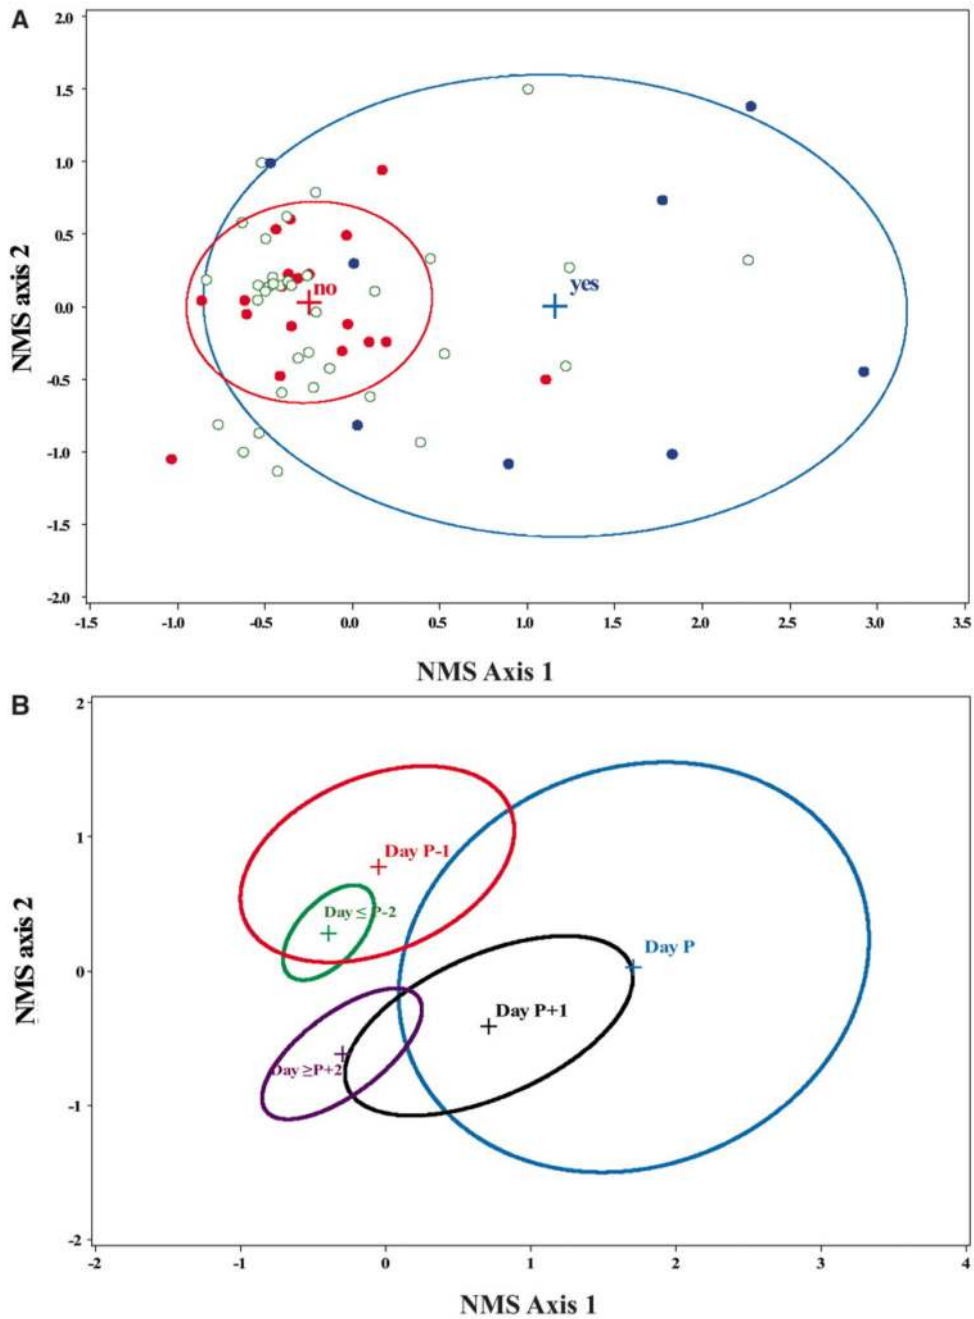 A
2.0
1.5
1.0
0.5
0.0
-0.5
-1.0
-1.5
-2.0
NMS axis 2
no
yes
-1.5 -1.0 -0.5 0.0 0.5 1.0 1.5 2.0 2.5 3.0 3.5
NMS Axis 1
B
2
1
0
-1
-2
NMS axis 2
Day P-1
Day ≤ P-2
Day P
Day P+1
Day ≥P+2
-2 -1 0 1 2 3 4
NMS Axis 1